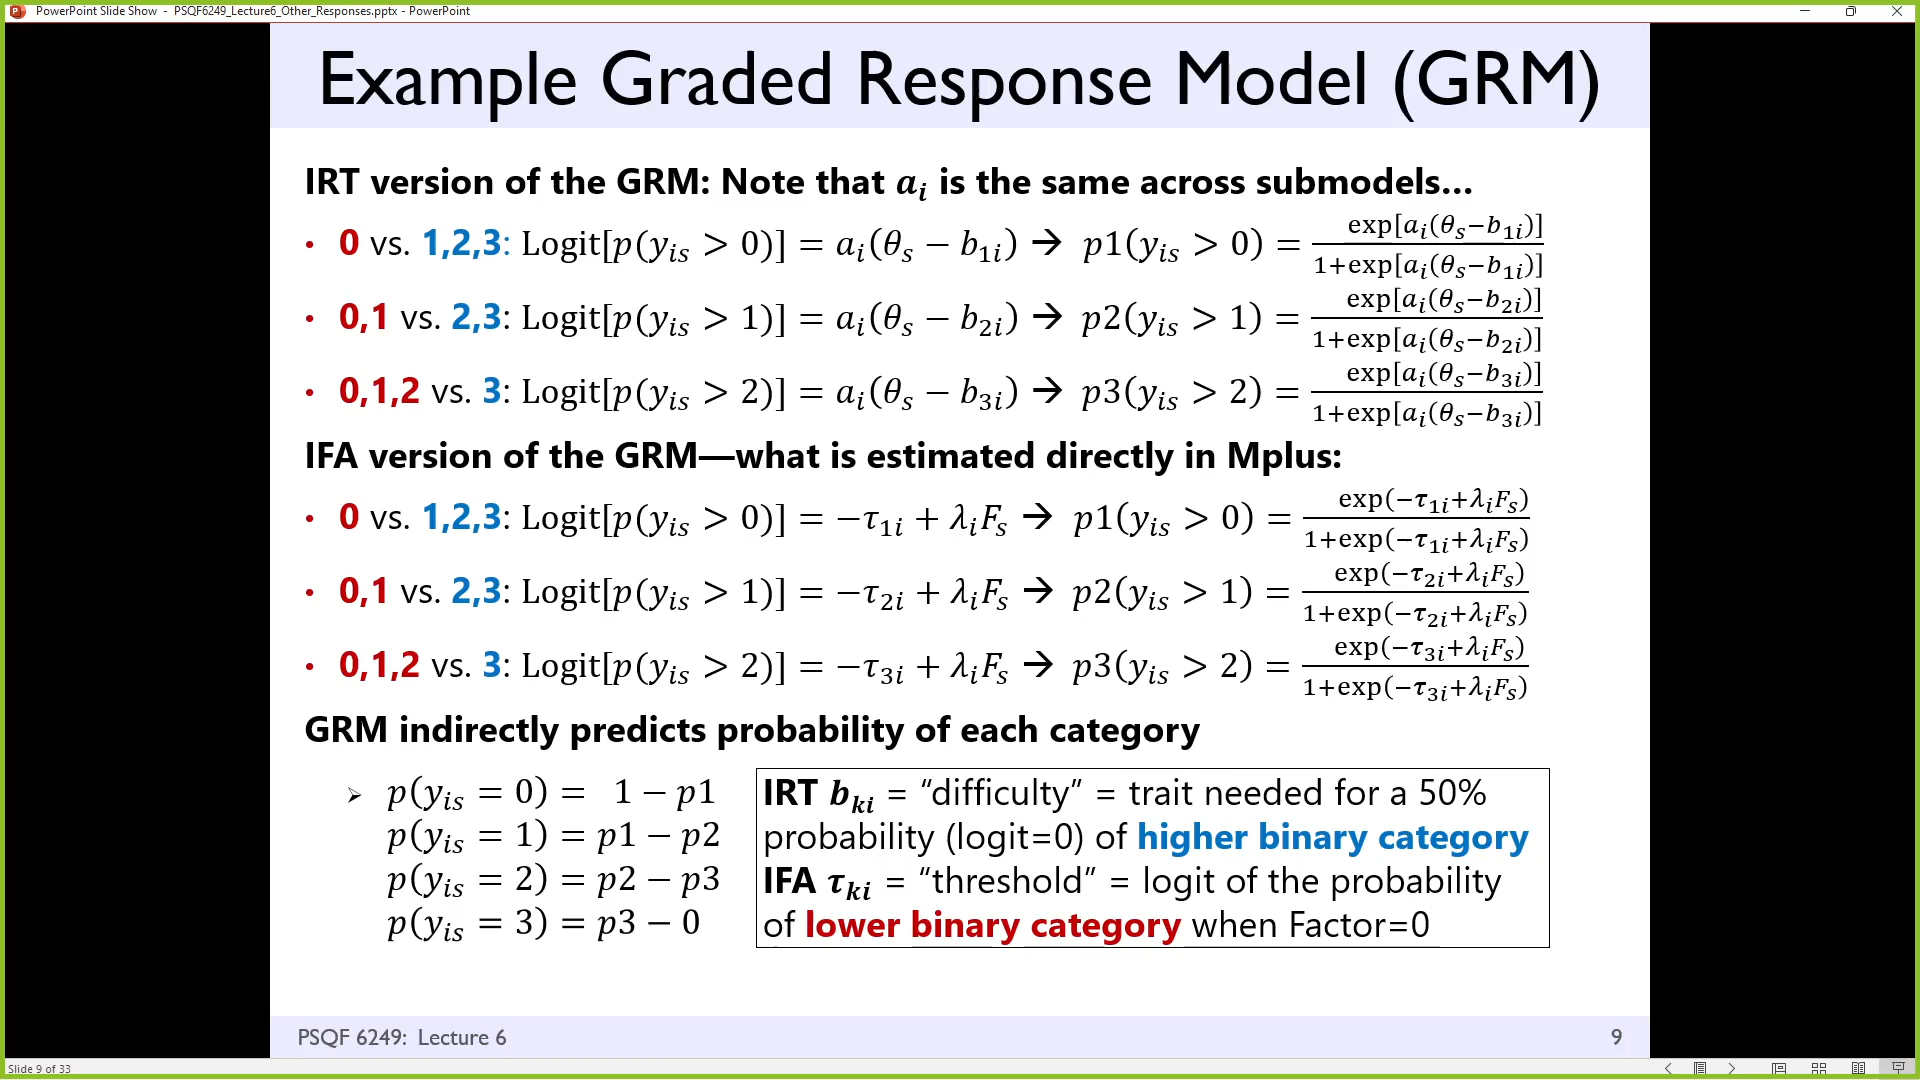 PowerPoint Slide Show - PSQF6249_Lecture6_Other_Responses.pptx - PowerPoint
Example Graded Response Model (GRM)
IRT version of the GRM: Note that aᵢ is the same across submodels…
• 0 vs. 1,2,3: Logit[p(yᵢₛ > 0)] = aᵢ(θₛ − b₁ᵢ) → p1(yᵢₛ > 0) = exp[aᵢ(θₛ−b₁ᵢ)] / 1+exp[aᵢ(θₛ−b₁ᵢ)]
• 0,1 vs. 2,3: Logit[p(yᵢₛ > 1)] = aᵢ(θₛ − b₂ᵢ) → p2(yᵢₛ > 1) = exp[aᵢ(θₛ−b₂ᵢ)] / 1+exp[aᵢ(θₛ−b₂ᵢ)]
• 0,1,2 vs. 3: Logit[p(yᵢₛ > 2)] = aᵢ(θₛ − b₃ᵢ) → p3(yᵢₛ > 2) = exp[aᵢ(θₛ−b₃ᵢ)] / 1+exp[aᵢ(θₛ−b₃ᵢ)]
IFA version of the GRM—what is estimated directly in Mplus:
• 0 vs. 1,2,3: Logit[p(yᵢₛ > 0)] = −τ₁ᵢ + λᵢFₛ → p1(yᵢₛ > 0) = exp(−τ₁ᵢ+λᵢFₛ) / 1+exp(−τ₁ᵢ+λᵢFₛ)
• 0,1 vs. 2,3: Logit[p(yᵢₛ > 1)] = −τ₂ᵢ + λᵢFₛ → p2(yᵢₛ > 1) = exp(−τ₂ᵢ+λᵢFₛ) / 1+exp(−τ₂ᵢ+λᵢFₛ)
• 0,1,2 vs. 3: Logit[p(yᵢₛ > 2)] = −τ₃ᵢ + λᵢFₛ → p3(yᵢₛ > 2) = exp(−τ₃ᵢ+λᵢFₛ) / 1+exp(−τ₃ᵢ+λᵢFₛ)
GRM indirectly predicts probability of each category
➢ p(yᵢₛ = 0) = 1 − p1
p(yᵢₛ = 1) = p1 − p2
p(yᵢₛ = 2) = p2 − p3
p(yᵢₛ = 3) = p3 − 0
IRT bₖᵢ = “difficulty” = trait needed for a 50%
probability (logit=0) of higher binary category
IFA τₖᵢ = “threshold” = logit of the probability
of lower binary category when Factor=0
PSQF 6249: Lecture 6
9
Slide 9 of 33